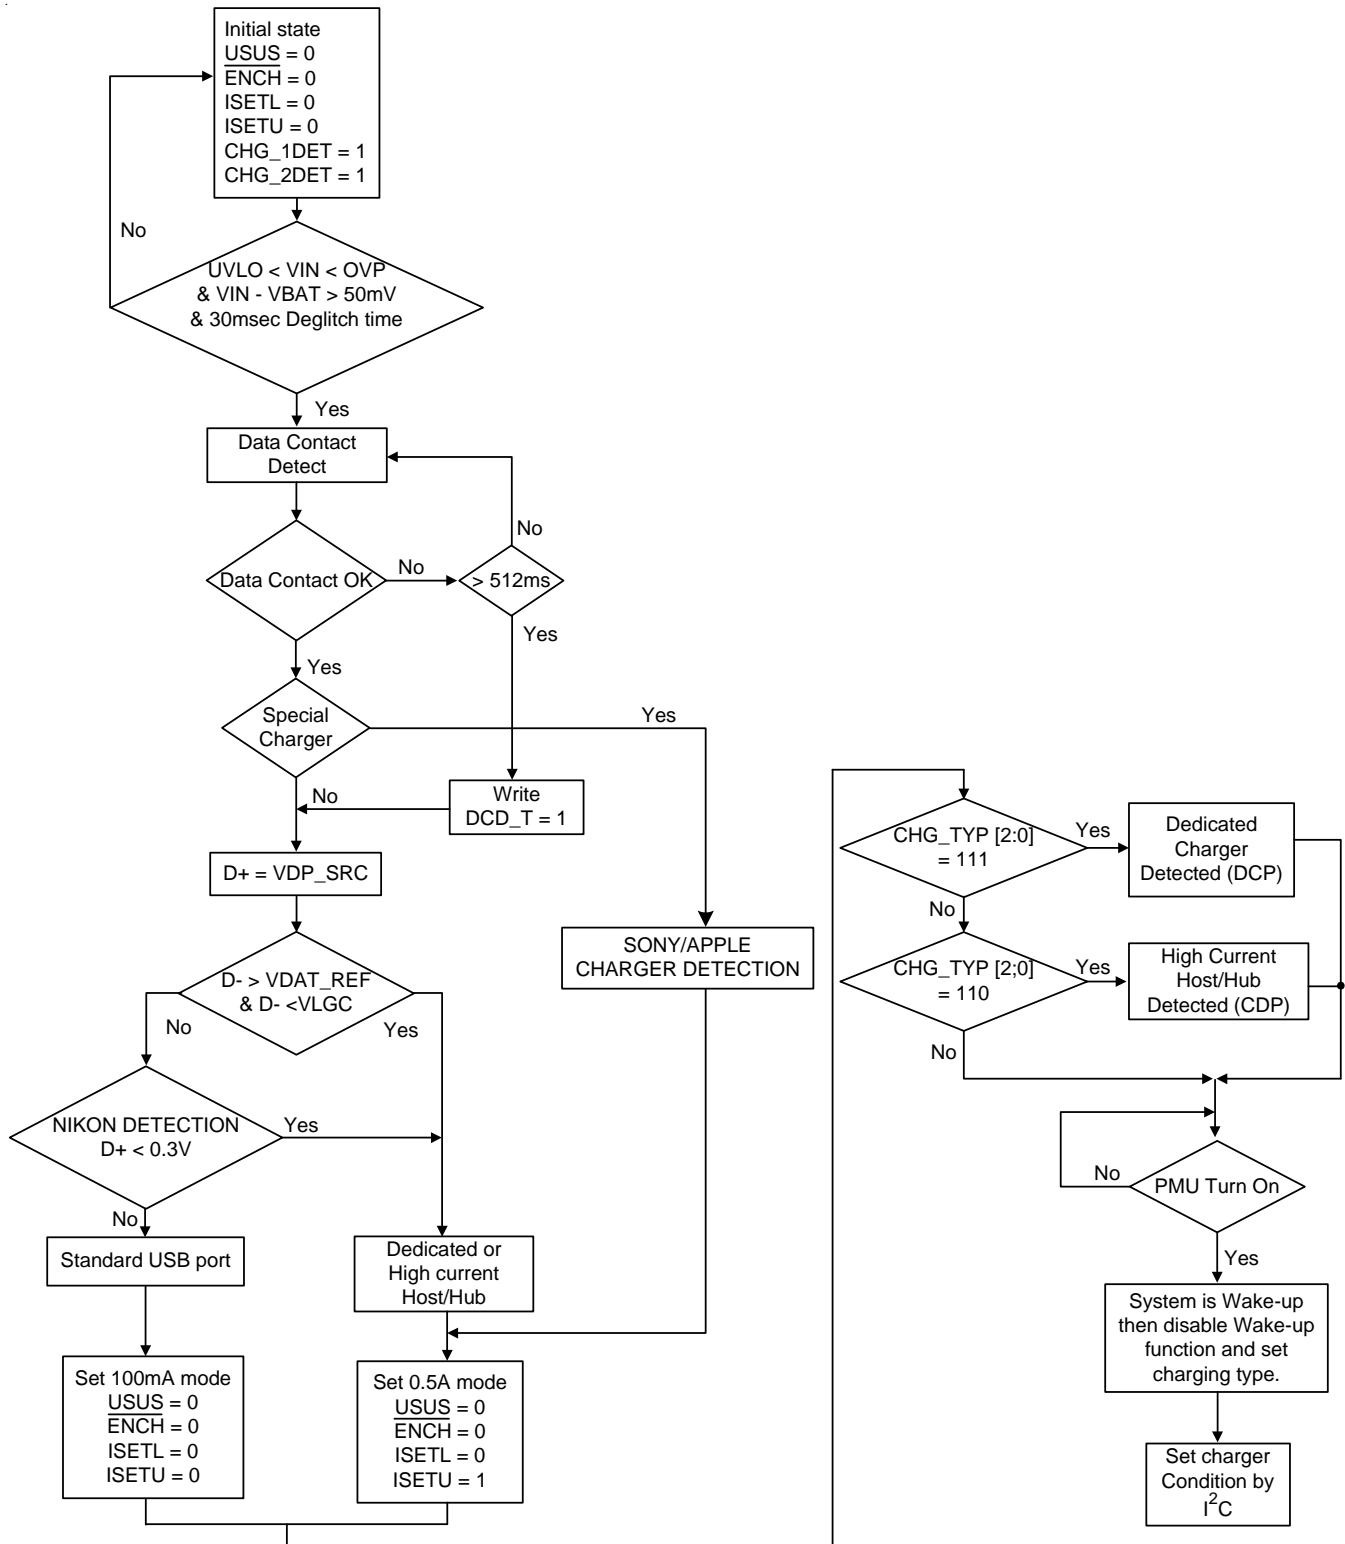 Initial state
USUS = 0
ENCH = 0
ISETL = 0
ISETU = 0
CHG_1DET = 1
CHG_2DET = 1
No
UVLO < VIN < OVP
& VIN - VBAT > 50mV
& 30msec Deglitch time
Yes
Data Contact
Detect
No
Data Contact OK
No
> 512ms
Yes
Yes
Special
Charger
Yes
No
Write
DCD_T = 1
D+ = VDP_SRC
SONY/APPLE
CHARGER DETECTION
D- > VDAT_REF
& D- <VLGC
No
Yes
NIKON DETECTION
D+ < 0.3V
Yes
No
Standard USB port
Dedicated or
High current
Host/Hub
Set 100mA mode
USUS = 0
ENCH = 0
ISETL = 0
ISETU = 0
Set 0.5A mode
USUS = 0
ENCH = 0
ISETL = 0
ISETU = 1
CHG_TYP [2:0]
= 111
Yes
Dedicated
Charger
Detected (DCP)
No
CHG_TYP [2;0]
= 110
Yes
High Current
Host/Hub
Detected (CDP)
No
PMU Turn On
No
Yes
System is Wake-up
then disable Wake-up
function and set
charging type.
Set charger
Condition by
I²C